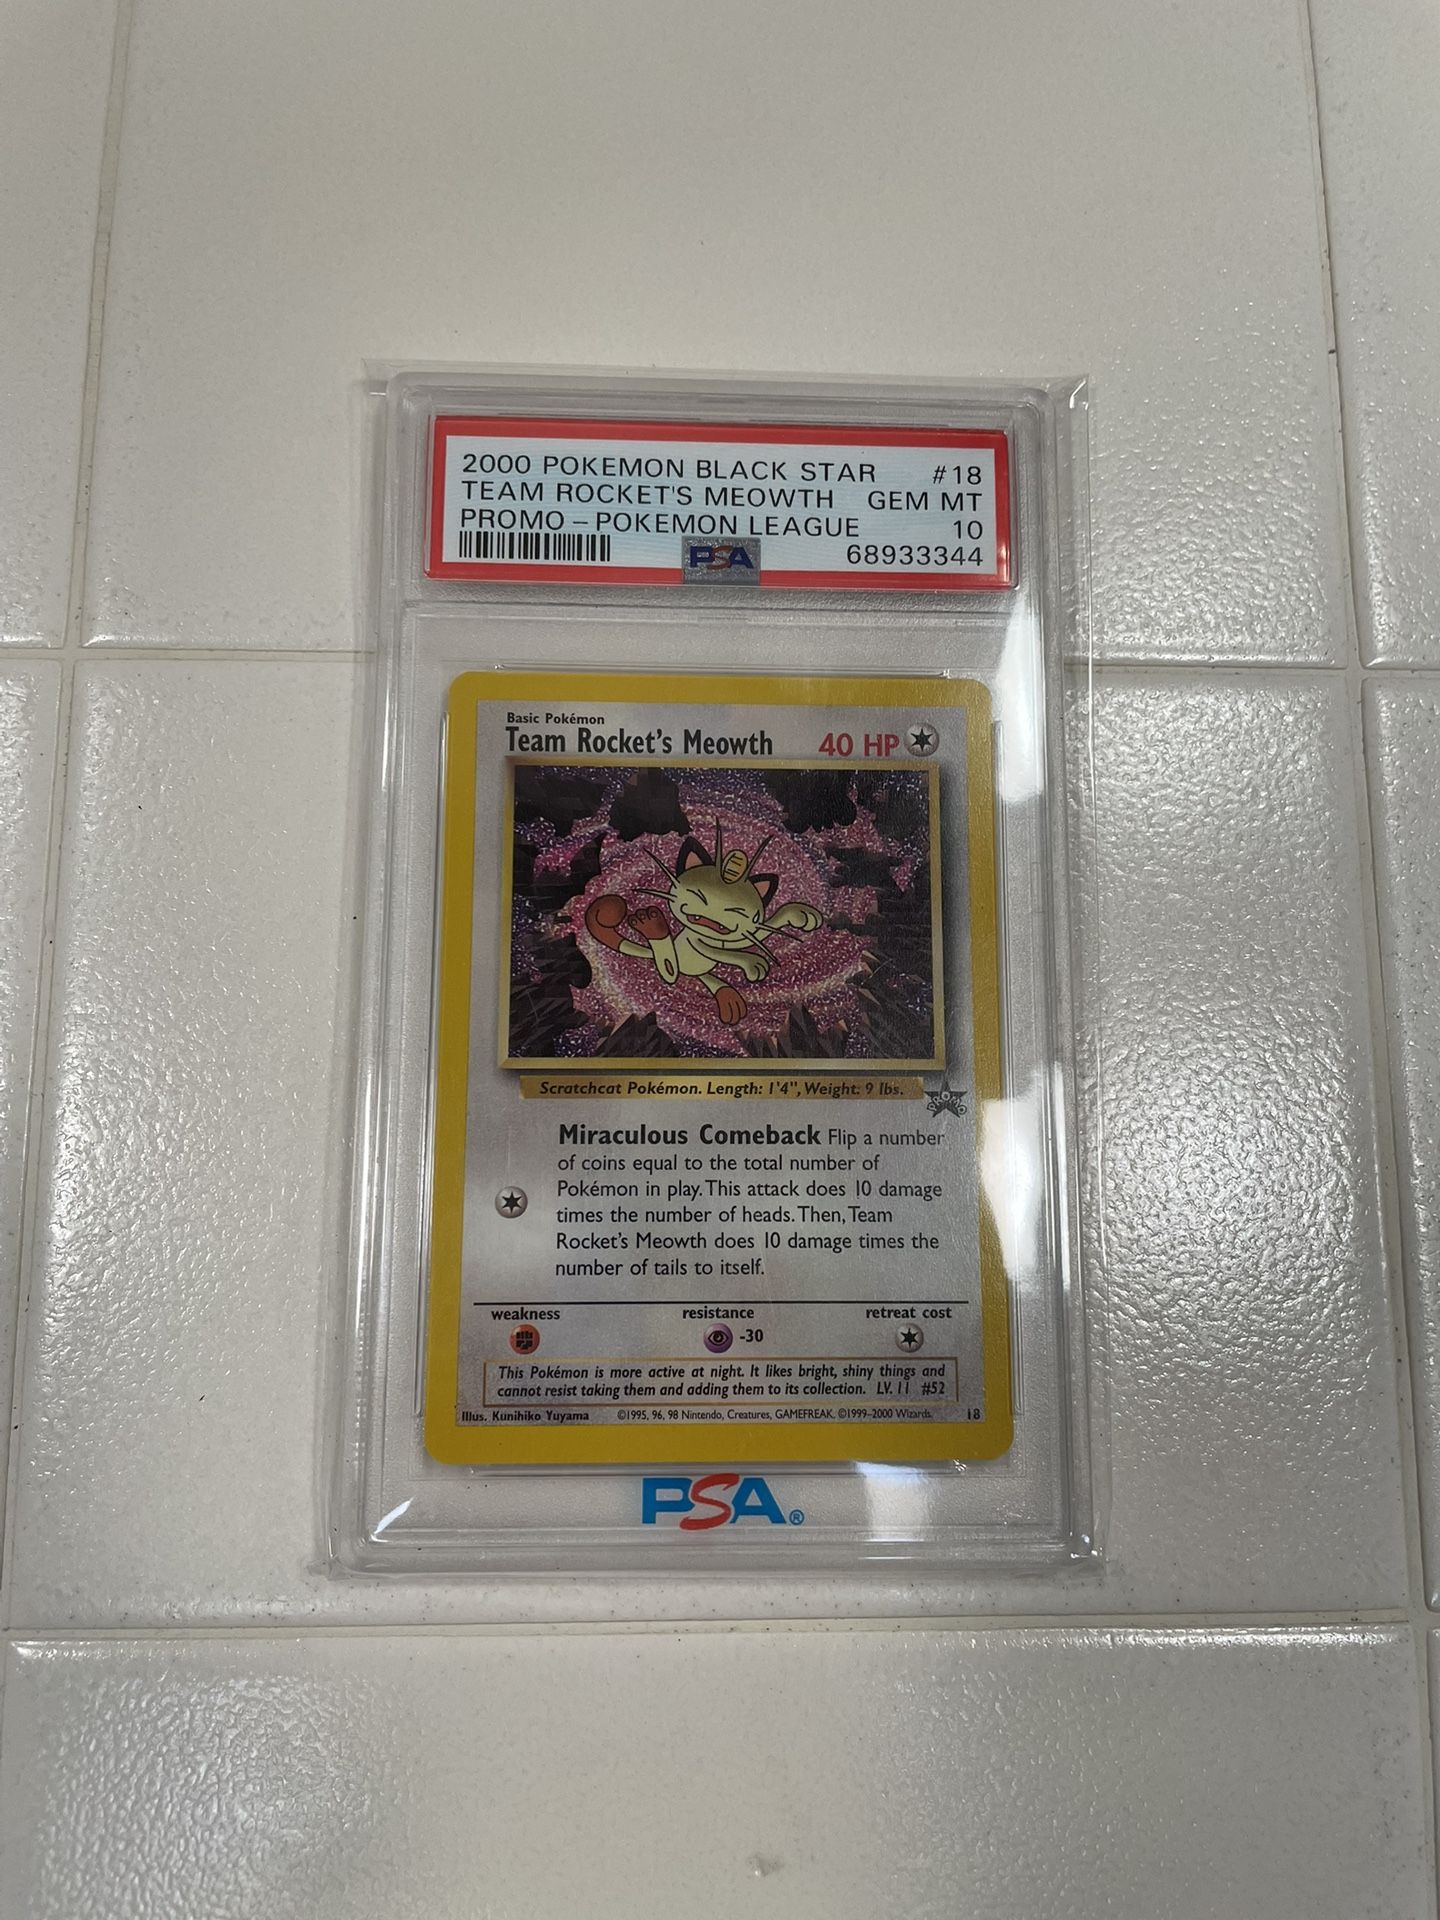 2000 POKEMON BLACK STAR #18
TEAM ROCKET'S MEOWTH GEM MT
PROMO – POKEMON LEAGUE 10
PSA 68933344
Basic Pokémon
Team Rocket's Meowth 40 HP
Scratchcat Pokémon. Length: 1'4", Weight: 9 lbs.
PROMO
Miraculous Comeback Flip a number
of coins equal to the total number of
Pokémon in play. This attack does 10 damage
times the number of heads. Then, Team
Rocket's Meowth does 10 damage times the
number of tails to itself.
weakness resistance retreat cost
-30
This Pokémon is more active at night. It likes bright, shiny things and
cannot resist taking them and adding them to its collection. LV. 11 #52
Illus. Kunihiko Yuyama ©1995, 96, 98 Nintendo, Creatures, GAMEFREAK. ©1999–2000 Wizards. 18
PSA®